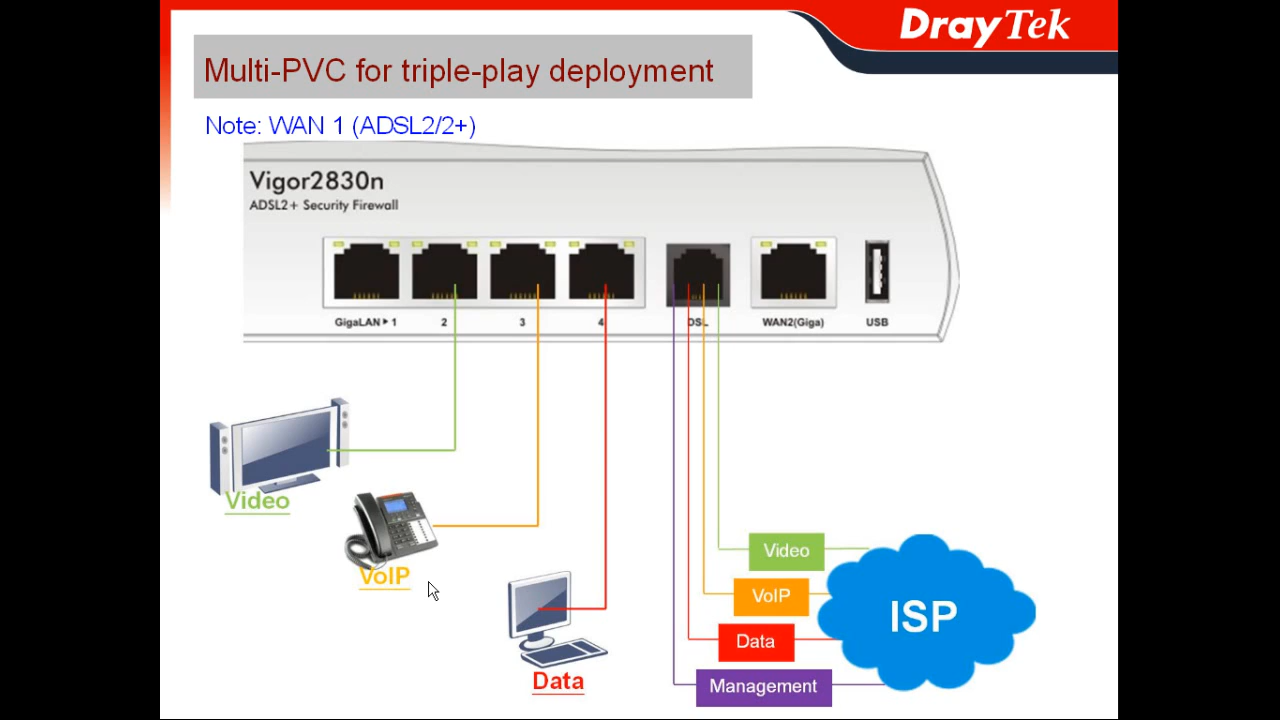 DrayTek
Multi-PVC for triple-play deployment
Note: WAN 1 (ADSL2/2+)
Vigor2830n
ADSL2+ Security Firewall
GigaLAN ▶ 1 2 3 4 DSL WAN2(Giga) USB
Video
VoIP
Data
Video
VoIP
Data
Management
ISP